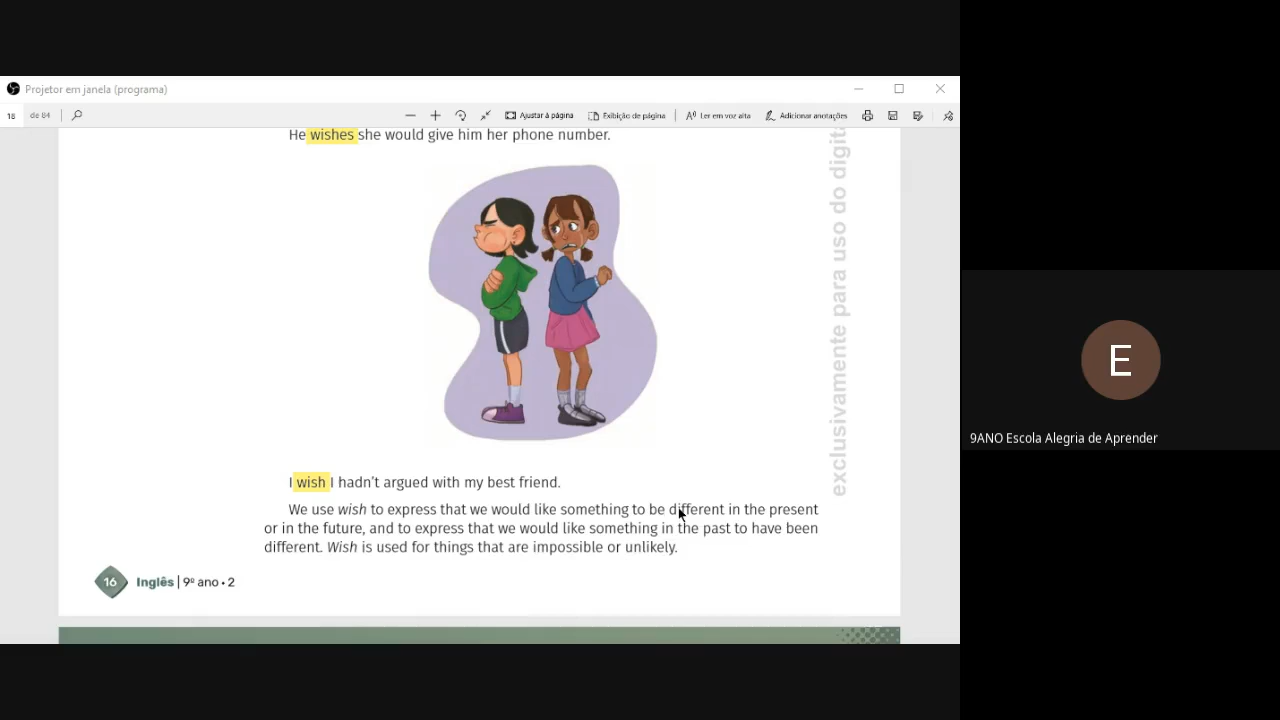 Projetor em janela (programa)
18 de 84 Ajustar à página Exibição de página Ler em voz alta Adicionar anotações
He wishes she would give him her phone number.
exclusivamente para uso do digit
I wish I hadn't argued with my best friend.
We use wish to express that we would like something to be different in the present
or in the future, and to express that we would like something in the past to have been
different. Wish is used for things that are impossible or unlikely.
16 Inglês | 9º ano • 2
E
9ANO Escola Alegria de Aprender